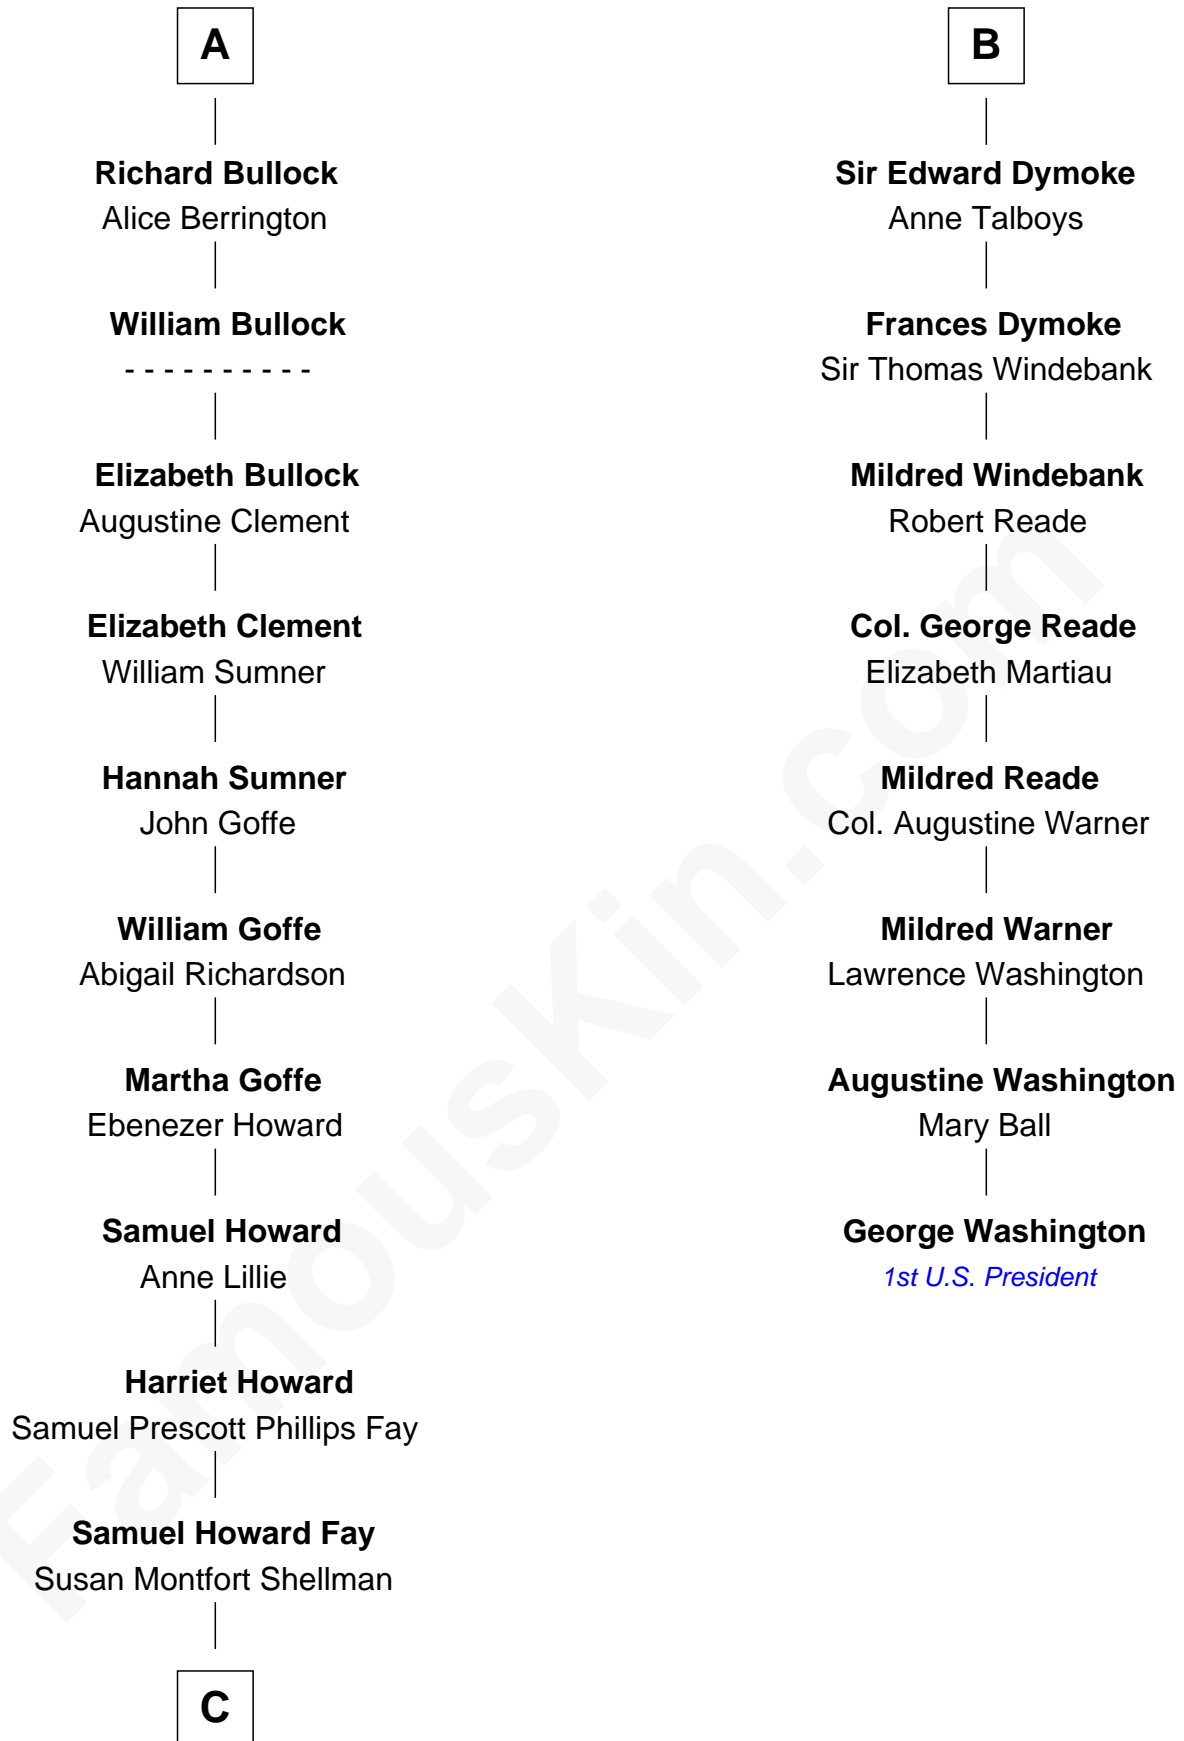 A
Richard Bullock
Alice Berrington
William Bullock
- - - - - - - - - -
Elizabeth Bullock
Augustine Clement
Elizabeth Clement
William Sumner
Hannah Sumner
John Goffe
William Goffe
Abigail Richardson
Martha Goffe
Ebenezer Howard
Samuel Howard
Anne Lillie
Harriet Howard
Samuel Prescott Phillips Fay
Samuel Howard Fay
Susan Montfort Shellman
C
B
Sir Edward Dymoke
Anne Talboys
Frances Dymoke
Sir Thomas Windebank
Mildred Windebank
Robert Reade
Col. George Reade
Elizabeth Martiau
Mildred Reade
Col. Augustine Warner
Mildred Warner
Lawrence Washington
Augustine Washington
Mary Ball
George Washington
1st U.S. President
FamousKin.com